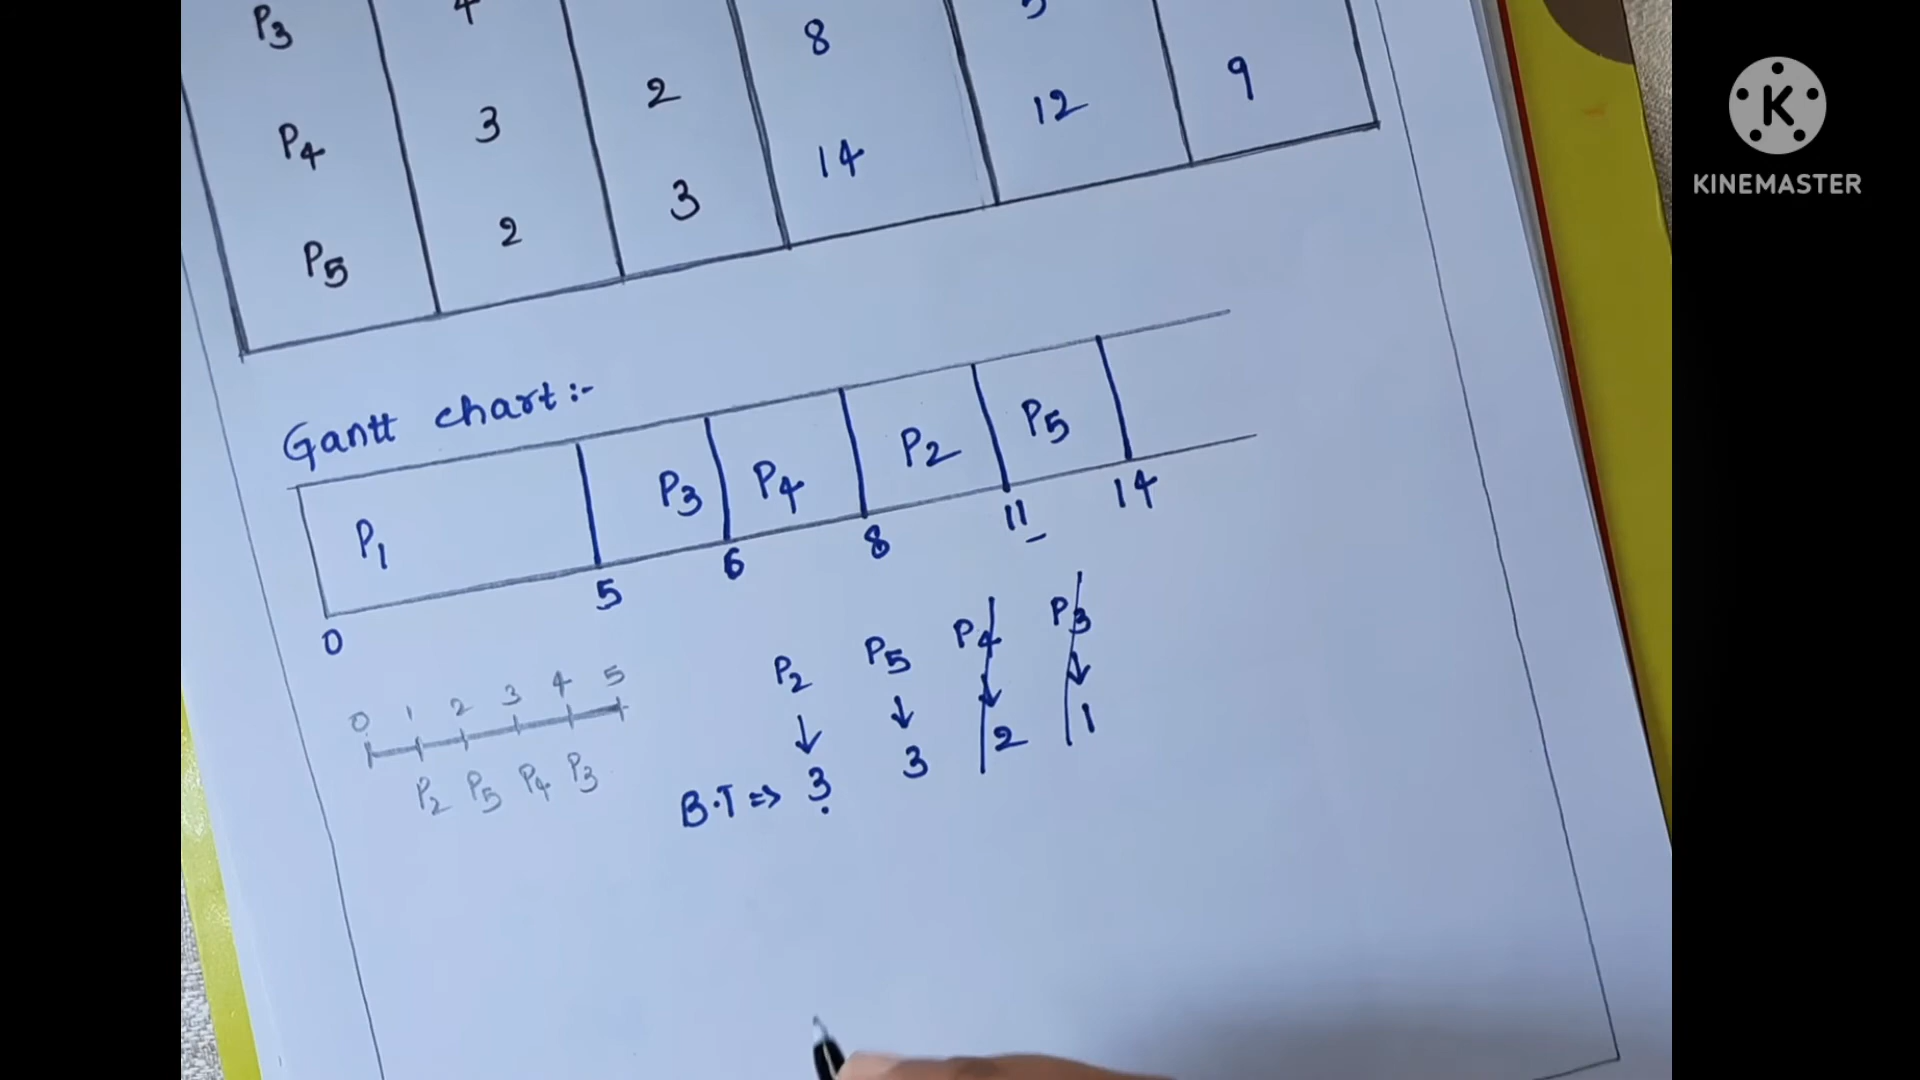 P3 4 8 5
P4 3 2 12 9
P5 2 3 14
Gantt chart:-
P1 P3 P4 P2 P5
0 5 6 8 11 14
0 1 2 3 4 5
P2 P5 P4 P3
P2 P5 P4 P3
↓ ↓ ↓ ↓
B.T => 3 3 2 1
KINEMASTER